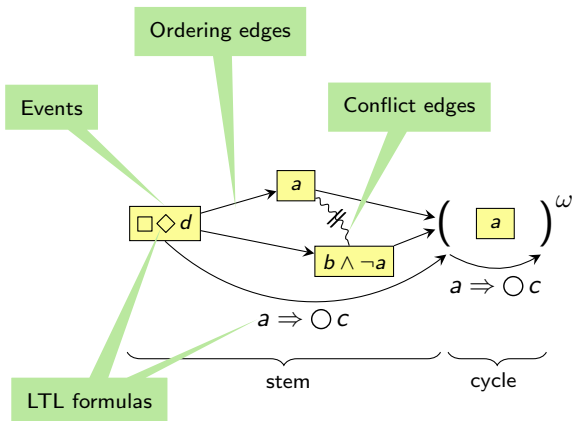 Ordering edges
Events
Conflict edges
a
□◇ d
( a )ω
b ∧ ¬a
a ⇒ ◯ c
a ⇒ ◯ c
stem
cycle
LTL formulas